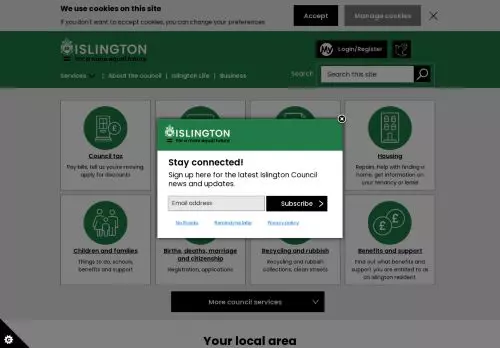 We use cookies on this site
If you don't want to accept cookies, you can change your preferences
Accept
Manage cookies
ISLINGTON
For a more equal future
Login/Register
Services | About the council | Islington Life | Business
Search
Search this site
Council tax
Pay bills, tell us you're moving, apply for discounts
Housing
Repairs, help with finding a home, get information on your tenancy or lease
ISLINGTON
For a more equal future
Stay connected!
Sign up here for the latest Islington Council
news and updates.
Email address
Subscribe
No thanks
Remind me later
Privacy policy
Children and families
Things to do, schools,
benefits and support
Births, deaths, marriage
and citizenship
Registration, applications
Recycling and rubbish
Recycling and rubbish
collections, clean streets
Benefits and support
Find out what benefits and
support you are entitled to as
an Islington resident
More council services
Your local area